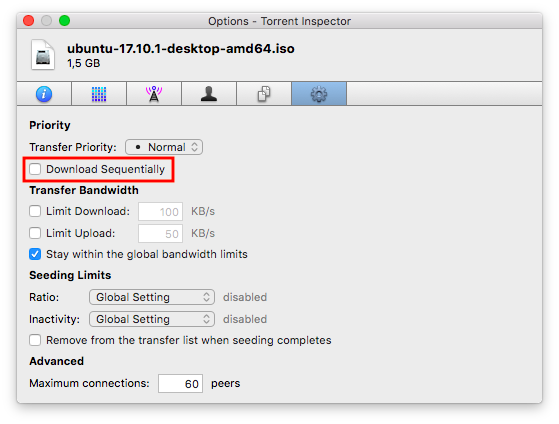 Options - Torrent Inspector
ubuntu-17.10.1-desktop-amd64.iso
1,5 GB
Priority
Transfer Priority: • Normal
Download Sequentially
Transfer Bandwidth
Limit Download: 100 KB/s
Limit Upload: 50 KB/s
Stay within the global bandwidth limits
Seeding Limits
Ratio: Global Setting disabled
Inactivity: Global Setting disabled
Remove from the transfer list when seeding completes
Advanced
Maximum connections: 60 peers